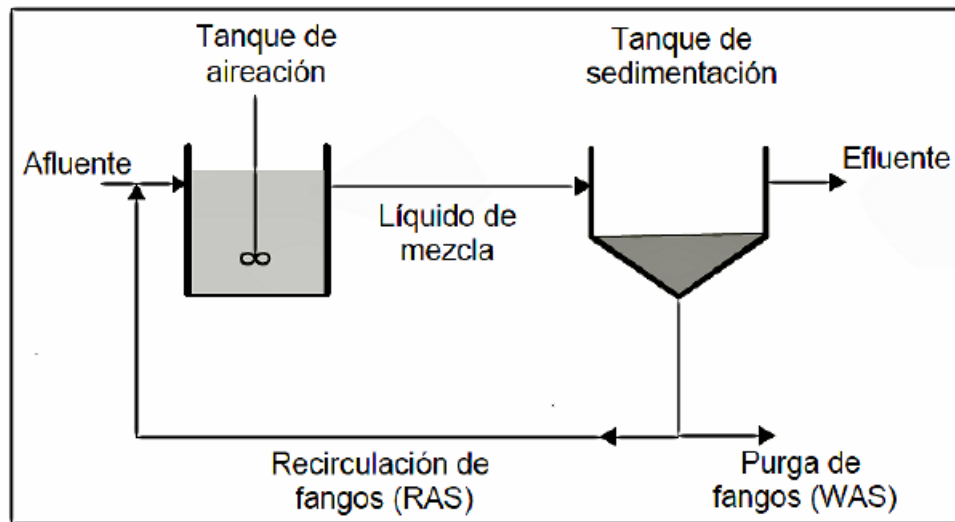 Tanque de
aireación
Tanque de
sedimentación
Afluente
Efluente
Líquido de
mezcla
Recirculación de
fangos (RAS)
Purga de
fangos (WAS)